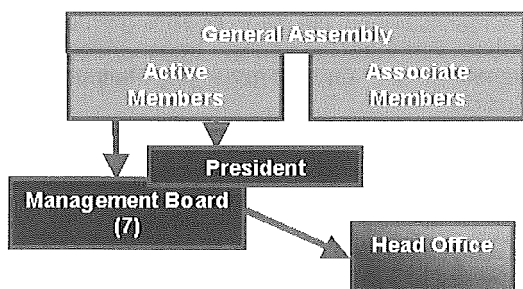 General Assembly
Active
Members
Associate
Members
President
Management Board
(7)
Head Office